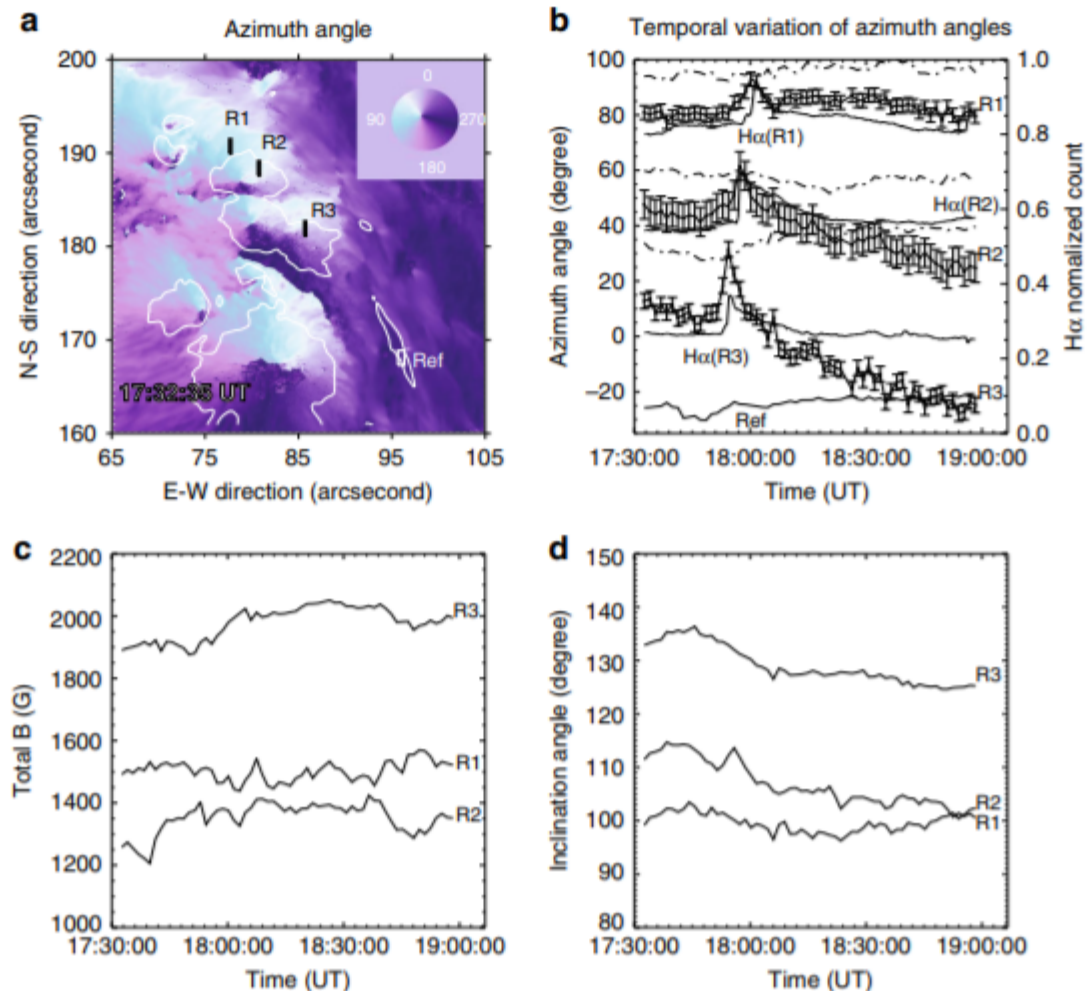 a
Azimuth angle
200
190
180
170
160
N-S direction (arcsecond)
R1
R2
R3
Ref
0
90
270
180
17:32:35 UT
65
75
85
95
105
E-W direction (arcsecond)
b
Temporal variation of azimuth angles
100
80
60
40
20
0
−20
Azimuth angle (degree)
1.0
0.8
0.6
0.4
0.2
0.0
Hα nomalized count
R1
Hα(R1)
Hα(R2)
R2
Hα(R3)
R3
Ref
17:30:00
18:00:00
18:30:00
19:00:00
Time (UT)
c
2200
2000
1800
1600
1400
1200
1000
Total B (G)
R3
R1
R2
17:30:00
18:00:00
18:30:00
19:00:00
Time (UT)
d
150
140
130
120
110
100
90
80
Inclination angle (degree)
R3
R2
R1
17:30:00
18:00:00
18:30:00
19:00:00
Time (UT)